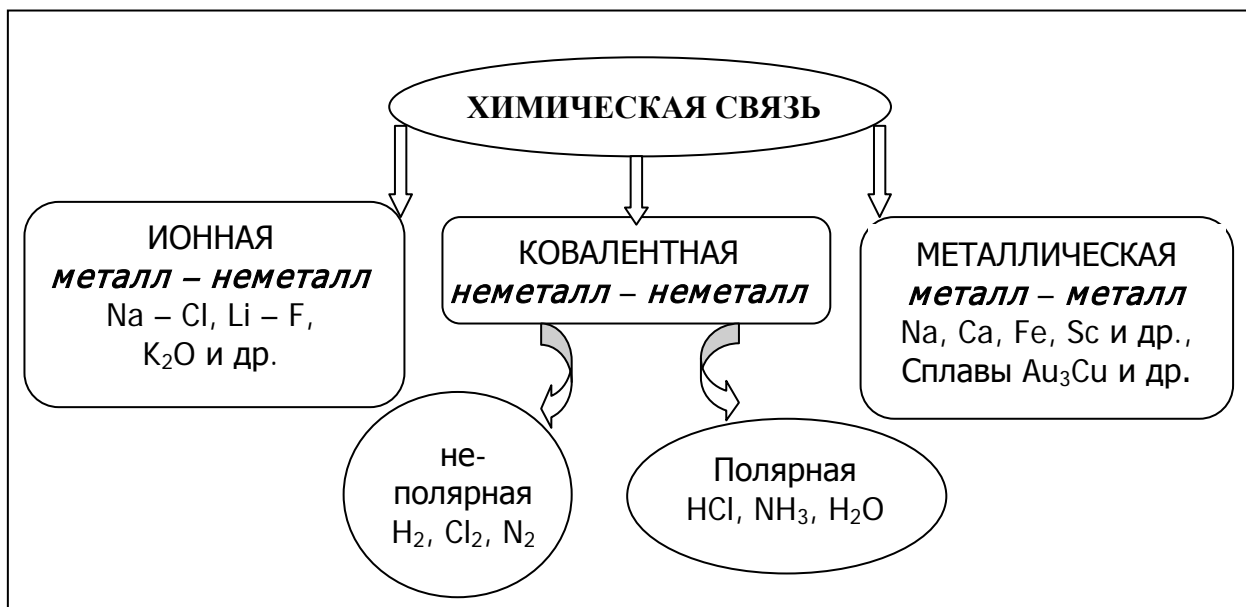 ХИМИЧЕСКАЯ СВЯЗЬ
ИОННАЯ
металл – неметалл
Na – Cl, Li – F,
K₂O и др.
КОВАЛЕНТНАЯ
неметалл – неметалл
МЕТАЛЛИЧЕСКАЯ
металл – металл
Na, Ca, Fe, Sc и др.,
Сплавы Au₃Cu и др.
не-
полярная
H₂, Cl₂, N₂
Полярная
HCl, NH₃, H₂O